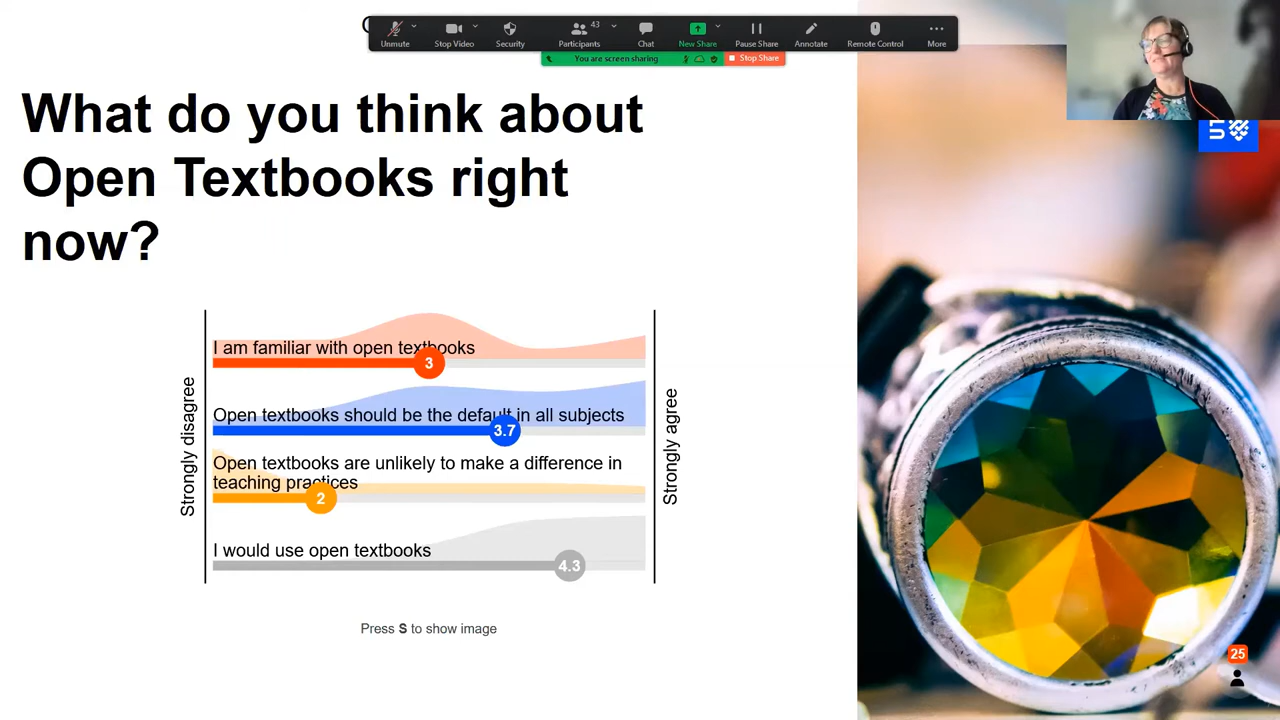 Unmute
Stop Video
Security
Participants
43
Chat
New Share
Pause Share
Annotate
Remote Control
More
You are screen sharing
Stop Share
What do you think about
Open Textbooks right
now?
Strongly disagree
I am familiar with open textbooks
3
Open textbooks should be the default in all subjects
3.7
Open textbooks are unlikely to make a difference in
teaching practices
2
I would use open textbooks
4.3
Strongly agree
Press S to show image
25